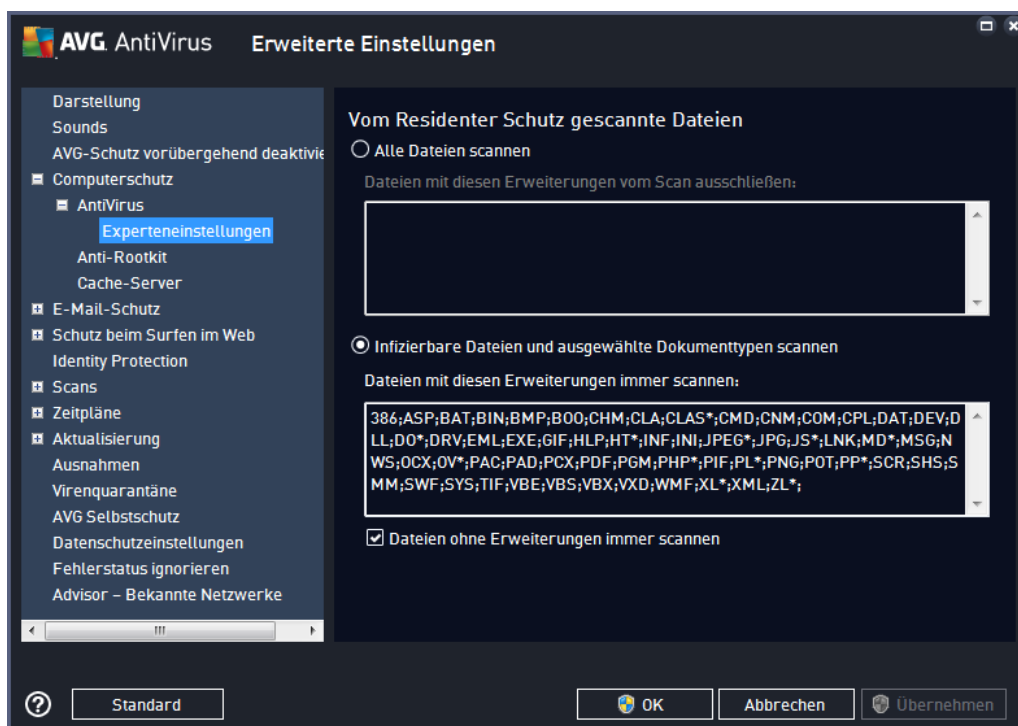 AVG AntiVirus Erweiterte Einstellungen
Darstellung
Sounds
AVG-Schutz vorübergehend deaktivie
Computerschutz
AntiVirus
Experteneinstellungen
Anti-Rootkit
Cache-Server
E-Mail-Schutz
Schutz beim Surfen im Web
Identity Protection
Scans
Zeitpläne
Aktualisierung
Ausnahmen
Virenquarantäne
AVG Selbstschutz
Datenschutzeinstellungen
Fehlerstatus ignorieren
Advisor – Bekannte Netzwerke
Vom Residenter Schutz gescannte Dateien
Alle Dateien scannen
Dateien mit diesen Erweiterungen vom Scan ausschließen:
Infizierbare Dateien und ausgewählte Dokumenttypen scannen
Dateien mit diesen Erweiterungen immer scannen:
386;ASP;BAT;BIN;BMP;BOO;CHM;CLA;CLAS*;CMD;CNM;COM;CPL;DAT;DEV;D
LL;DO*;DRV;EML;EXE;GIF;HLP;HT*;INF;INI;JPEG*;JPG;JS*;LNK;MD*;MSG;N
WS;OCX;OV*;PAC;PAD;PCX;PDF;PGM;PHP*;PIF;PL*;PNG;POT;PP*;SCR;SHS;S
MM;SWF;SYS;TIF;VBE;VBS;VBX;VXD;WMF;XL*;XML;ZL*;
Dateien ohne Erweiterungen immer scannen
Standard
OK
Abbrechen
Übernehmen